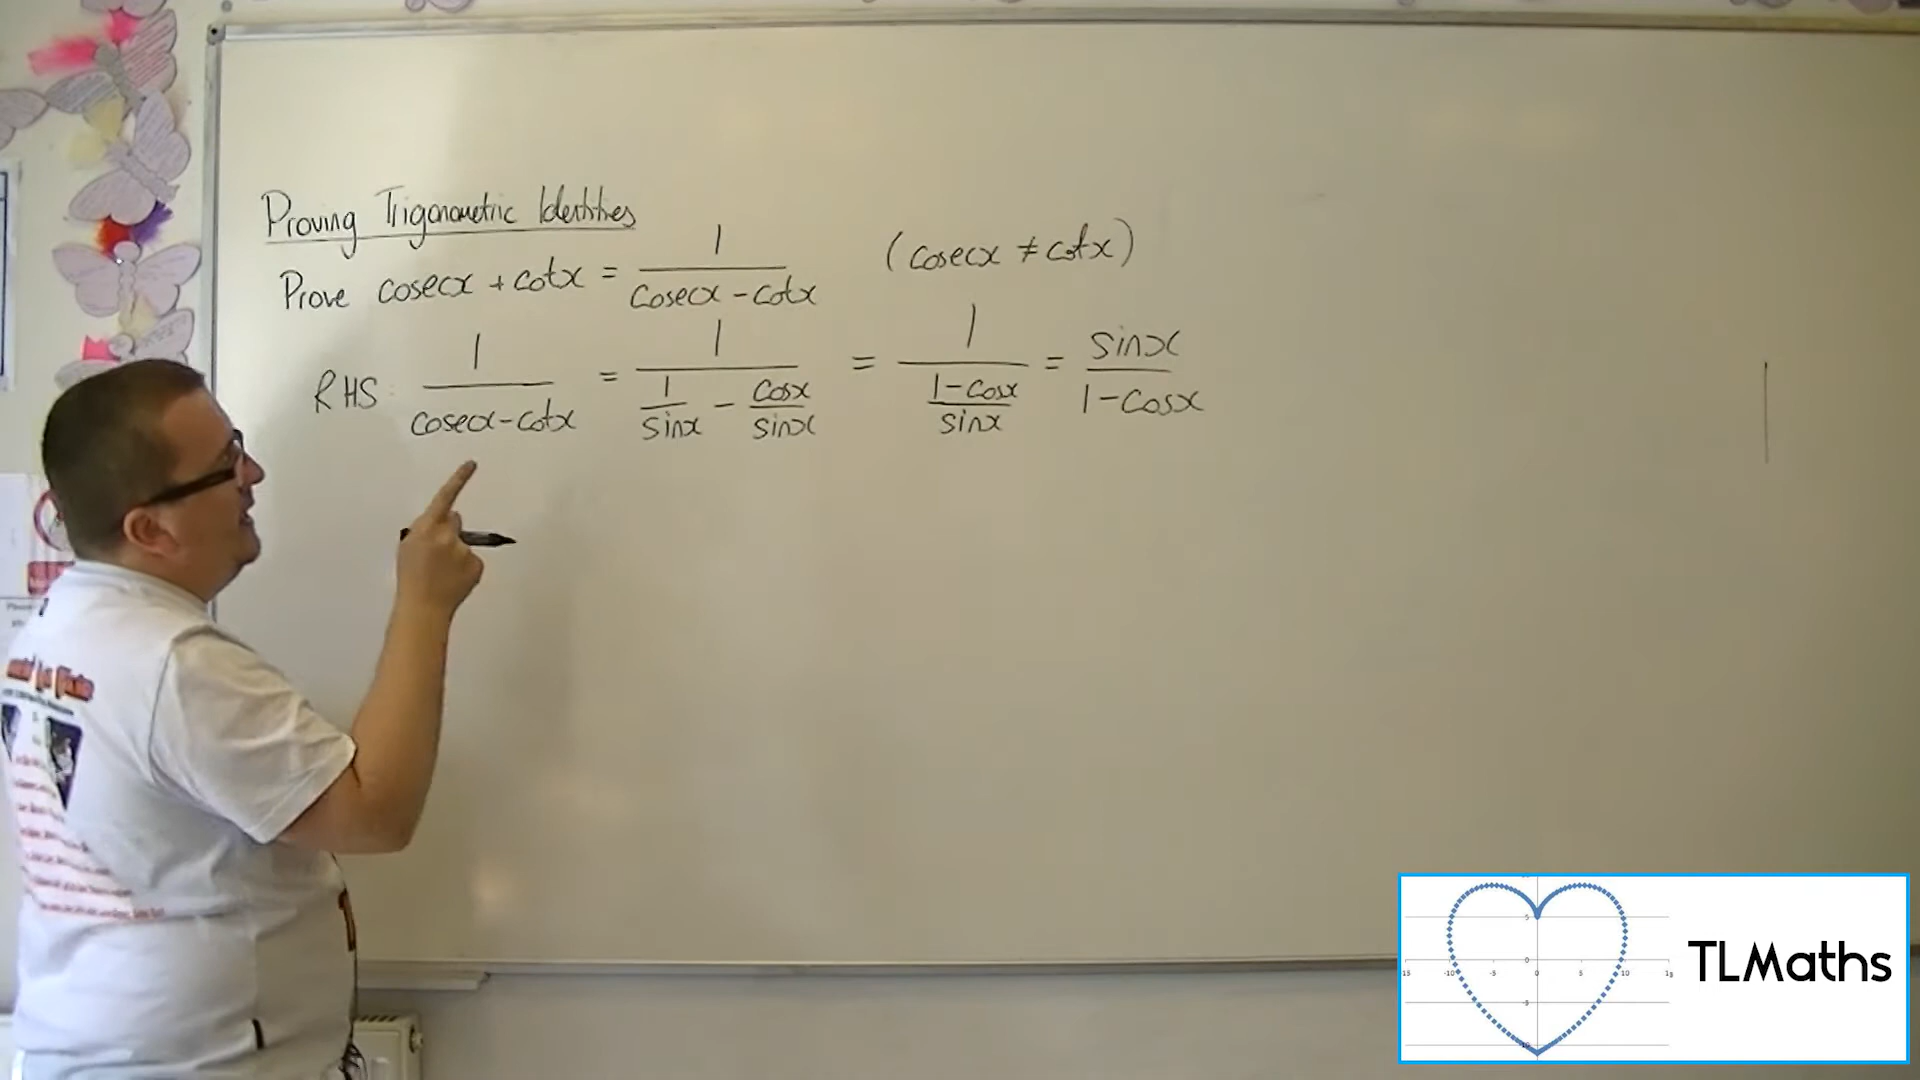 Proving Trigonometric Identities
Prove cosecx + cotx = 1 / (cosecx - cotx) (cosecx ≠ cotx)
RHS: 1 / (cosecx - cotx) = 1 / (1/sinx - cosx/sinx) = 1 / ((1-cosx)/sinx) = sinx / (1-cosx)
TLMaths